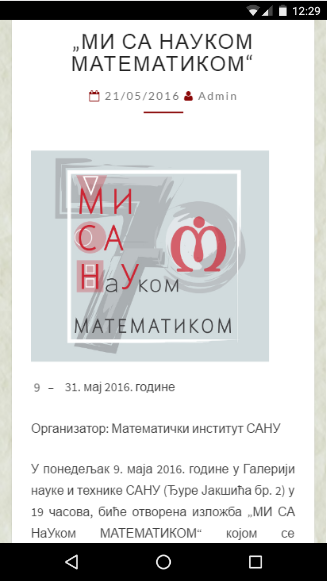 12:29
„МИ СА НАУКОМ
МАТЕМАТИКОМ“
21/05/2016 Admin
70
МИ
СА
НаУком
МАТЕМАТИКОМ
9 – 31. мај 2016. године
Организатор: Математички институт САНУ
У понедељак 9. маја 2016. године у Галерији
науке и технике САНУ (Ђуре Јакшића бр. 2) у
19 часова, биће отворена изложба „МИ СА
НаУком МАТЕМАТИКОМ“ којом се